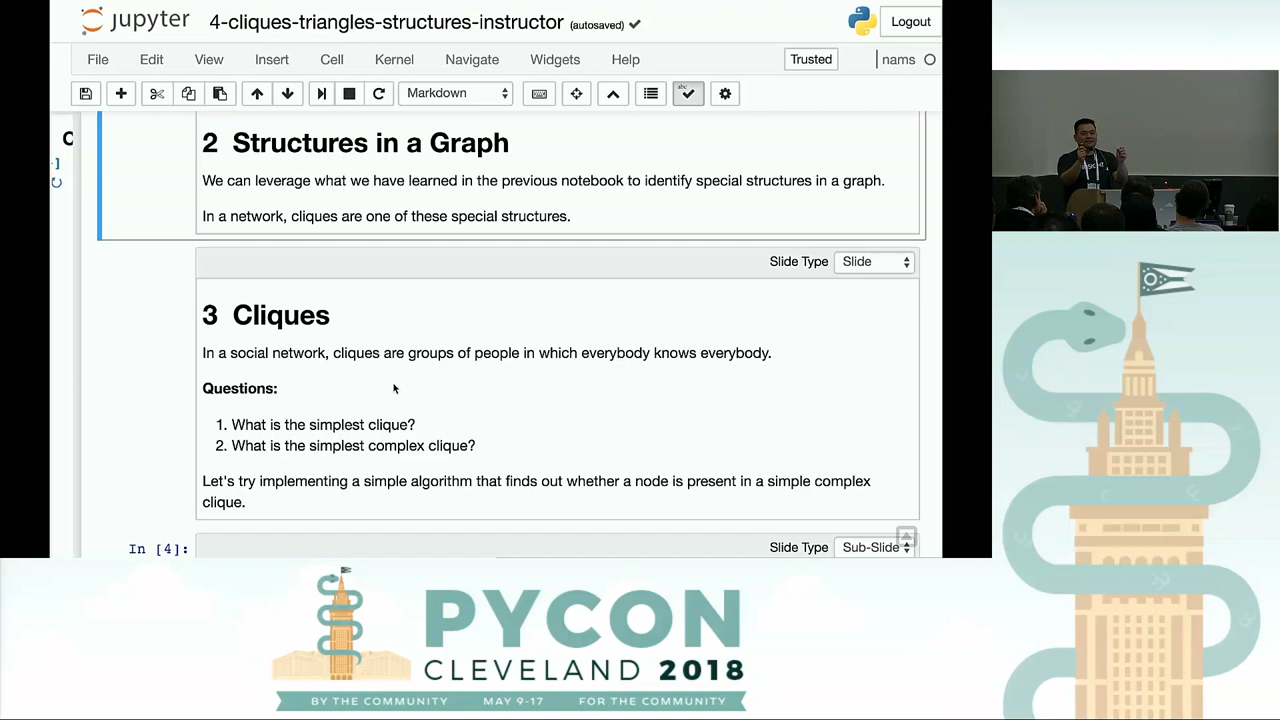 jupyter 4-cliques-triangles-structures-instructor (autosaved)
Logout
File Edit View Insert Cell Kernel Navigate Widgets Help
Trusted
nams
Markdown
abc
2 Structures in a Graph
We can leverage what we have learned in the previous notebook to identify special structures in a graph.
In a network, cliques are one of these special structures.
Slide Type Slide
3 Cliques
In a social network, cliques are groups of people in which everybody knows everybody.
Questions:
1. What is the simplest clique?
2. What is the simplest complex clique?
Let's try implementing a simple algorithm that finds out whether a node is present in a simple complex
clique.
In [4]:
Slide Type Sub-Slide
PYCON
CLEVELAND 2018
BY THE COMMUNITY MAY 9-17 FOR THE COMMUNITY